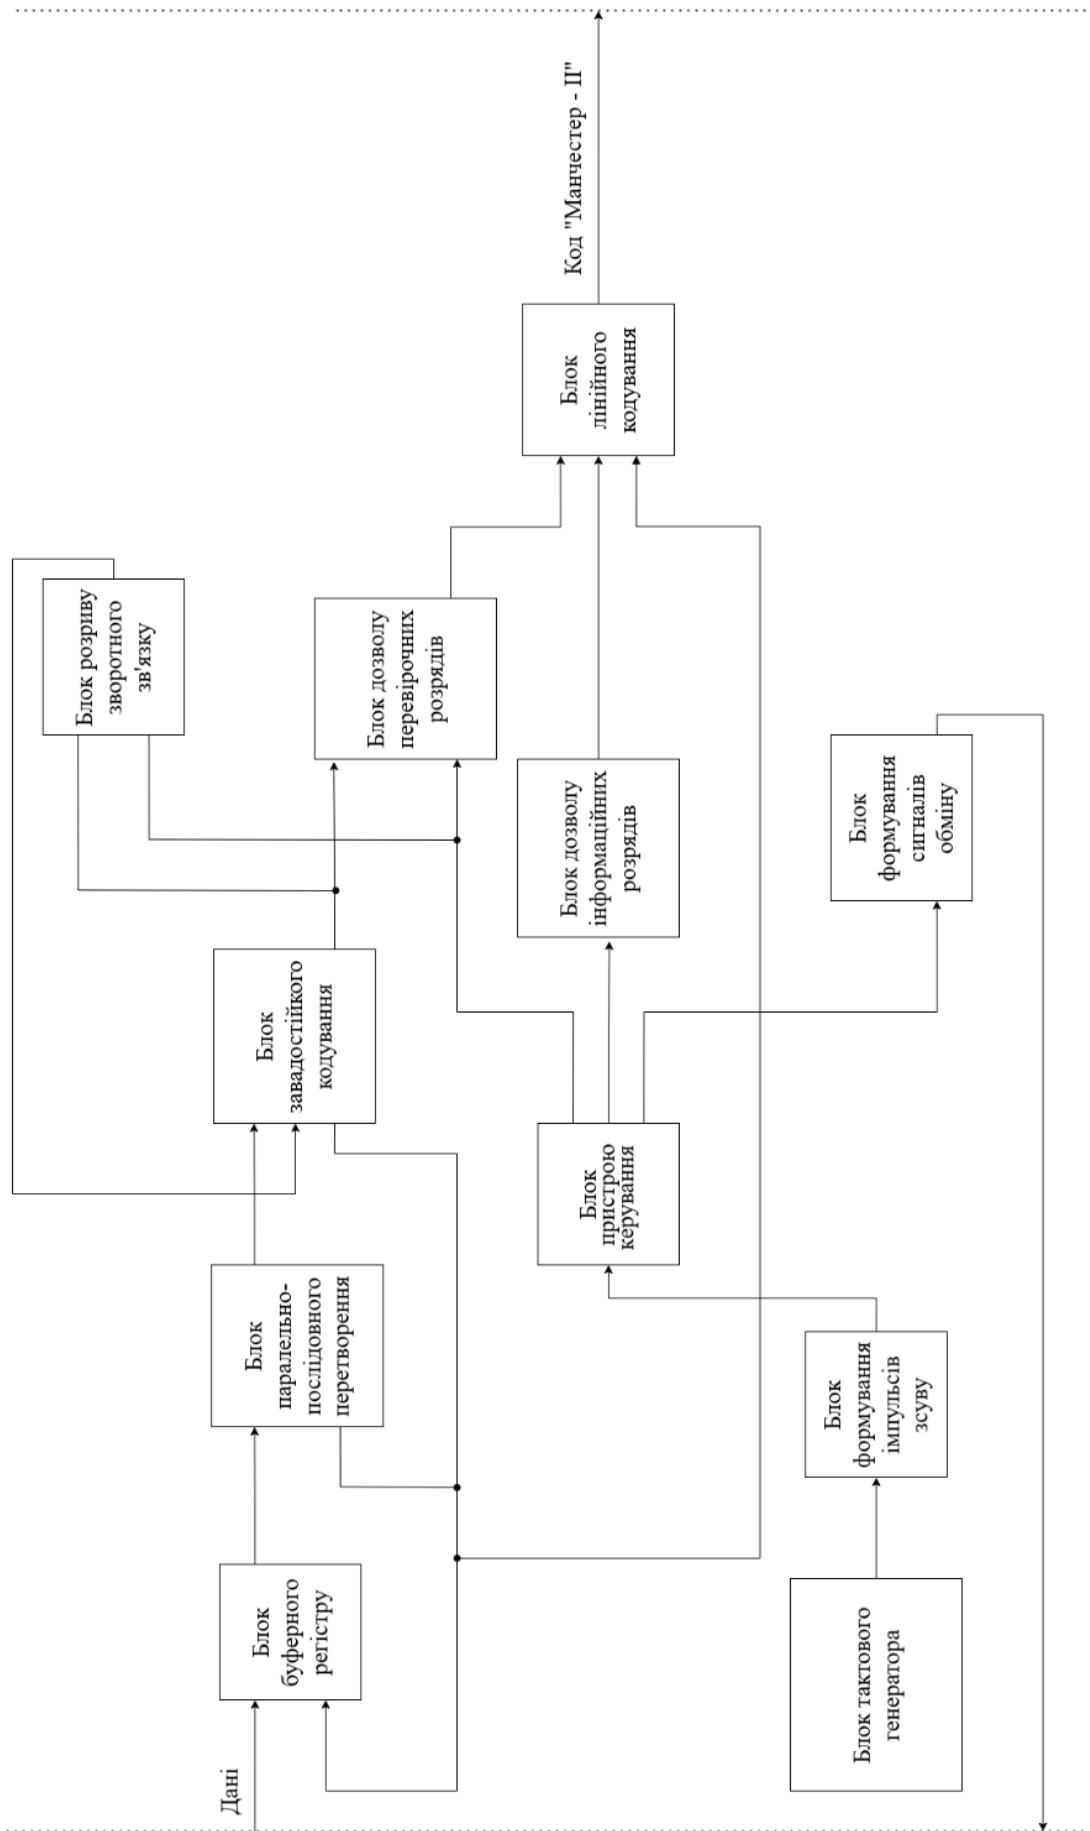 Дані
Блок
буферного
регістру
Блок
паралельно-
послідовного
перетворення
Блок
завадостійкого
кодування
Блок розриву
зворотного
зв'язку
Блок дозволу
перевірочних
розрядів
Блок
пристрою
керування
Блок дозволу
інформаційних
розрядів
Блок
лінійного
кодування
Код "Манчестер - II"
Блок тактового
генератора
Блок
формування
імпульсів
зсуву
Блок
формування
сигналів
обміну